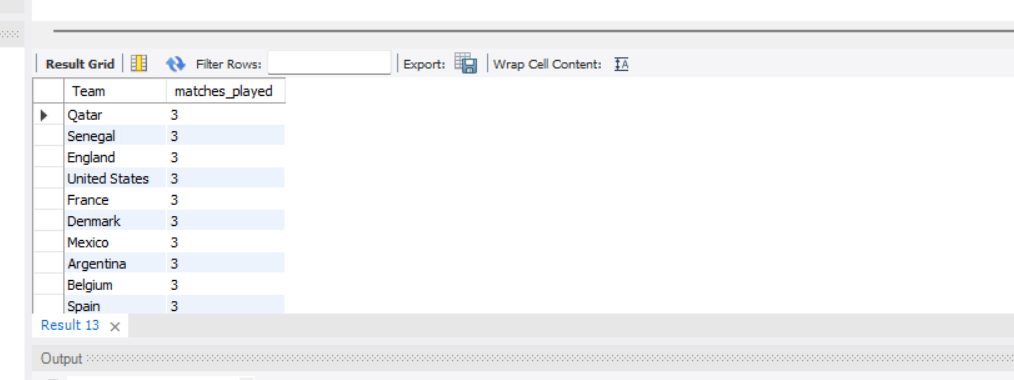 Result Grid Filter Rows: Export: Wrap Cell Content: IA
Team matches_played
Qatar 3
Senegal 3
England 3
United States 3
France 3
Denmark 3
Mexico 3
Argentina 3
Belgium 3
Spain 3
Result 13 ×
Output